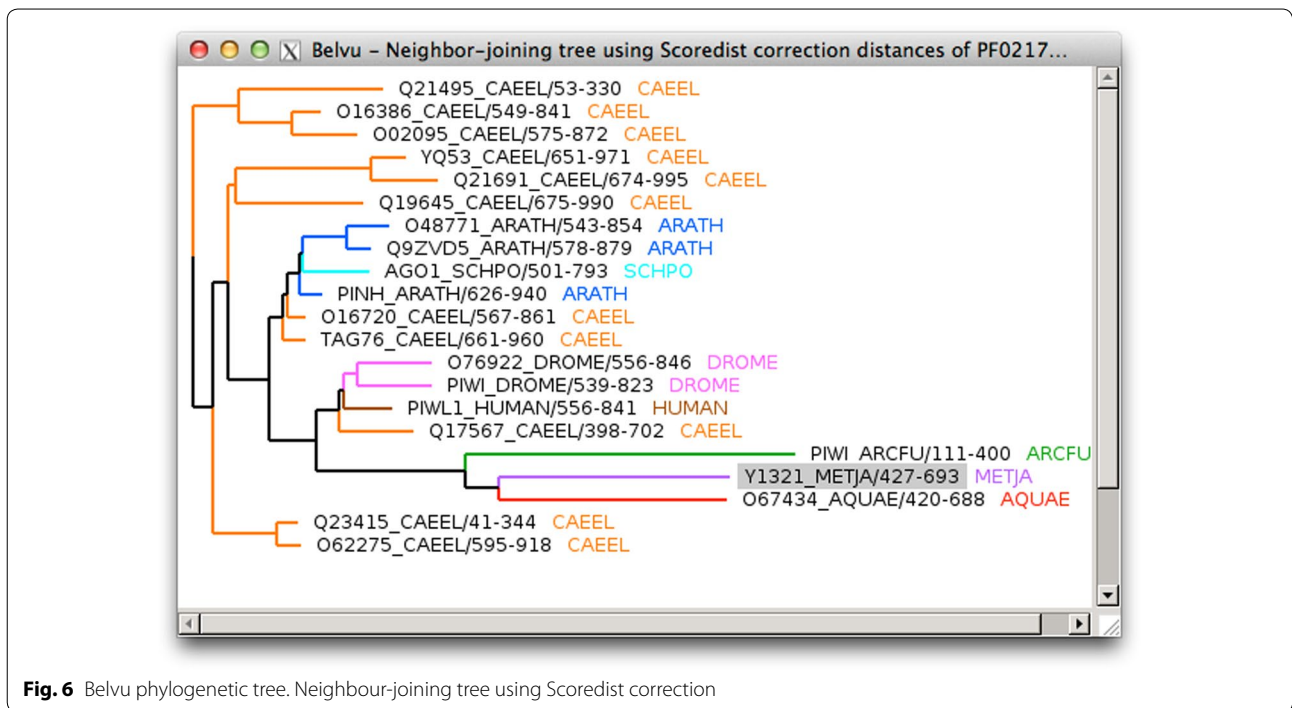 X Belvu – Neighbor-joining tree using Scoredist correction distances of PF0217...
Q21495_CAEEL/53-330 CAEEL
O16386_CAEEL/549-841 CAEEL
O02095_CAEEL/575-872 CAEEL
YQ53_CAEEL/651-971 CAEEL
Q21691_CAEEL/674-995 CAEEL
Q19645_CAEEL/675-990 CAEEL
O48771_ARATH/543-854 ARATH
Q9ZVD5_ARATH/578-879 ARATH
AGO1_SCHPO/501-793 SCHPO
PINH_ARATH/626-940 ARATH
O16720_CAEEL/567-861 CAEEL
TAG76_CAEEL/661-960 CAEEL
O76922_DROME/556-846 DROME
PIWI_DROME/539-823 DROME
PIWL1_HUMAN/556-841 HUMAN
Q17567_CAEEL/398-702 CAEEL
PIWI_ARCFU/111-400 ARCFU
Y1321_METJA/427-693 METJA
O67434_AQUAE/420-688 AQUAE
Q23415_CAEEL/41-344 CAEEL
O62275_CAEEL/595-918 CAEEL
Fig. 6 Belvu phylogenetic tree. Neighbour-joining tree using Scoredist correction